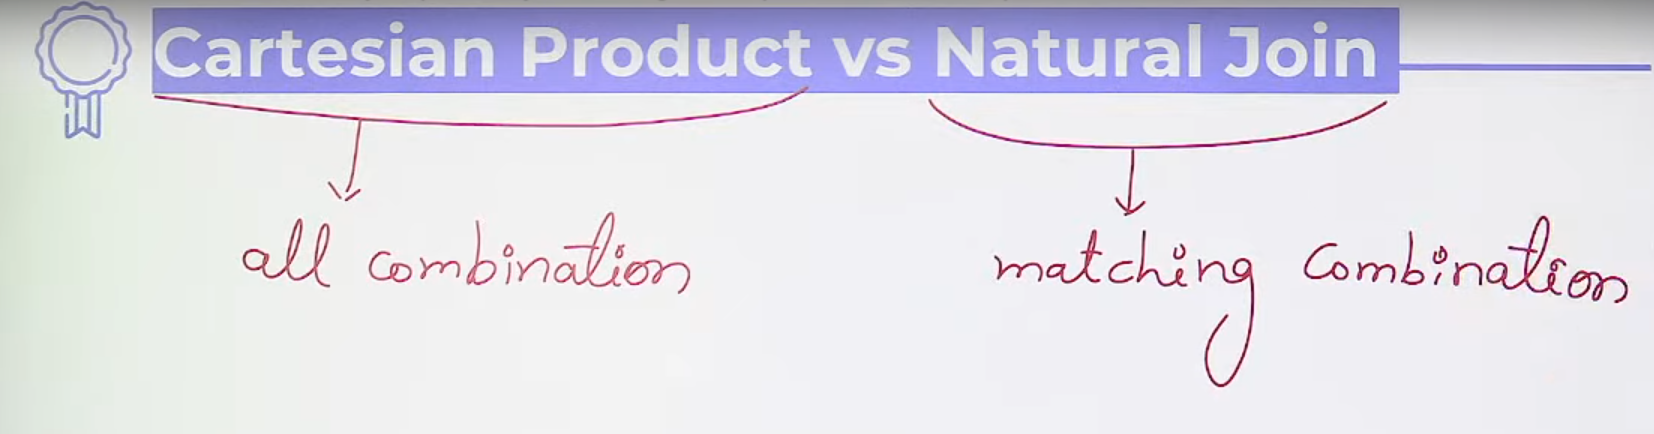 Cartesian Product vs Natural Join
all combination
matching combination